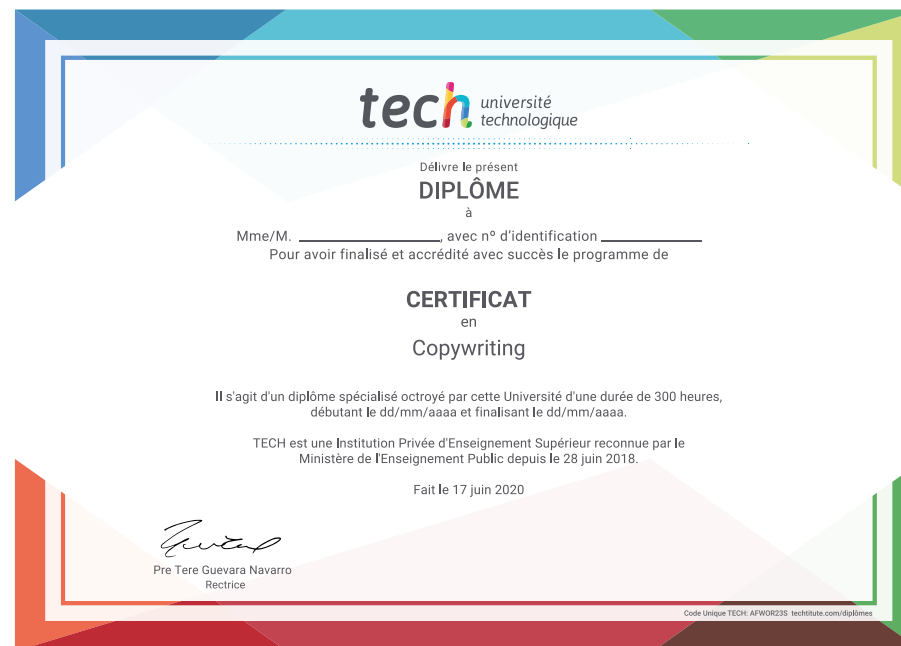 tech université
technologique
Délivre le présent
DIPLÔME
à
Mme/M. ____________________, avec nº d'identification ______________
Pour avoir finalisé et accrédité avec succès le programme de
CERTIFICAT
en
Copywriting
Il s'agit d'un diplôme spécialisé octroyé par cette Université d'une durée de 300 heures,
débutant le dd/mm/aaaa et finalisant le dd/mm/aaaa.
TECH est une Institution Privée d'Enseignement Supérieur reconnue par le
Ministère de l'Enseignement Public depuis le 28 juin 2018.
Fait le 17 juin 2020
Pre Tere Guevara Navarro
Rectrice
Code Unique TECH: AFWOR23S techtitute.com/diplômes